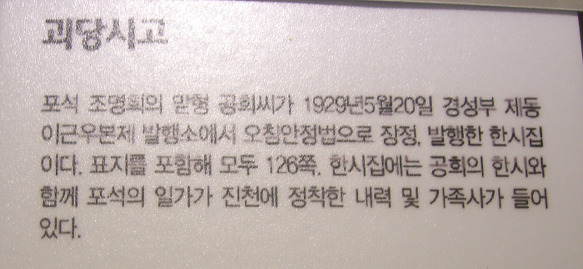 괴당시고
포석 조명희의 맏형 공희씨가 1929년5월20일 경성부 제동
이근우본제 발행소에서 오침안정법으로 장정, 발행한 한시집
이다. 표지를 포함해 모두 126쪽. 한시집에는 공희의 한시와
함께 포석의 일가가 진천에 정착한 내력 및 가족사가 들어
있다.